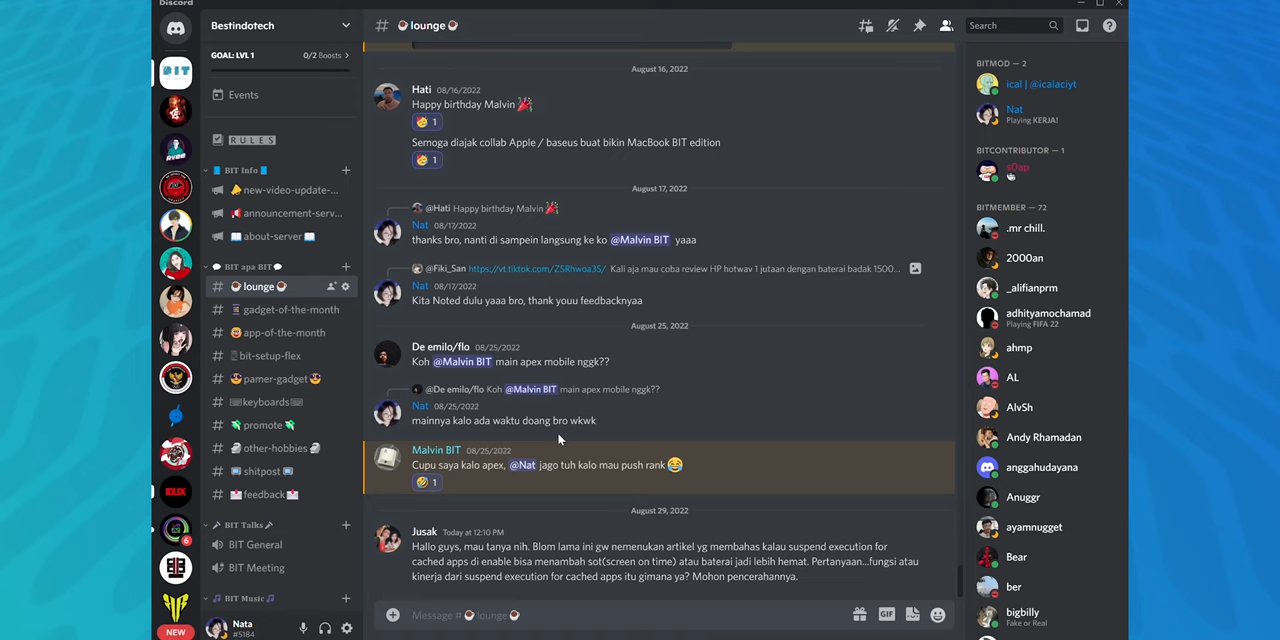 Discord
Bestindotech
# lounge
Search
GOAL: LVL 1
0/2 Boosts >
Events
RULES
BIT Info
new-video-update-...
announcement-serv...
about-server
BIT apa BIT
lounge
gadget-of-the-month
app-of-the-month
bit-setup-flex
pamer-gadget
keyboards
promote
other-hobbies
shitpost
feedback
BIT Talks
BIT General
BIT Meeting
BIT Music
Nata
#5184
BIT
RVBB
6
NEW
August 16, 2022
Hati 08/16/2022
Happy birthday Malvin
1
Semoga diajak collab Apple / baseus buat bikin MacBook BIT edition
1
August 17, 2022
@Hati Happy birthday Malvin
Nat 08/17/2022
thanks bro, nanti di sampein langsung ke ko @Malvin BIT yaaa
@Fiki_San https://vt.tiktok.com/ZSRhwoa3S/ Kali aja mau coba review HP hotwav 1 jutaan dengan baterai badak 1500...
Nat 08/17/2022
Kita Noted dulu yaaa bro, thank youu feedbacknyaa
August 25, 2022
De emilo/flo 08/25/2022
Koh @Malvin BIT main apex mobile nggk??
@De emilo/flo Koh @Malvin BIT main apex mobile nggk??
Nat 08/25/2022
mainnya kalo ada waktu doang bro wkwk
Malvin BIT 08/25/2022
Cupu saya kalo apex, @Nat jago tuh kalo mau push rank
1
August 29, 2022
Jusak Today at 12:10 PM
Hallo guys, mau tanya nih. Blom lama ini gw nemenukan artikel yg membahas kalau suspend execution for
cached apps di enable bisa menambah sot(screen on time) atau baterai jadi lebih hemat. Pertanyaan...fungsi atau
kinerja dari suspend execution for cached apps itu gimana ya? Mohon pencerahannya.
Message # lounge
GIF
BITMOD — 2
ical | @icalaciyt
Nat
Playing KERJA!
BITCONTRIBUTOR — 1
s0ap
BITMEMBER — 72
.mr chill.
2000an
_alifianprm
adhityamochamad
Playing FIFA 22
ahmp
AL
AlvSh
Andy Rhamadan
anggahudayana
Anuggr
ayamnugget
Bear
ber
bigbilly
Fake or Real